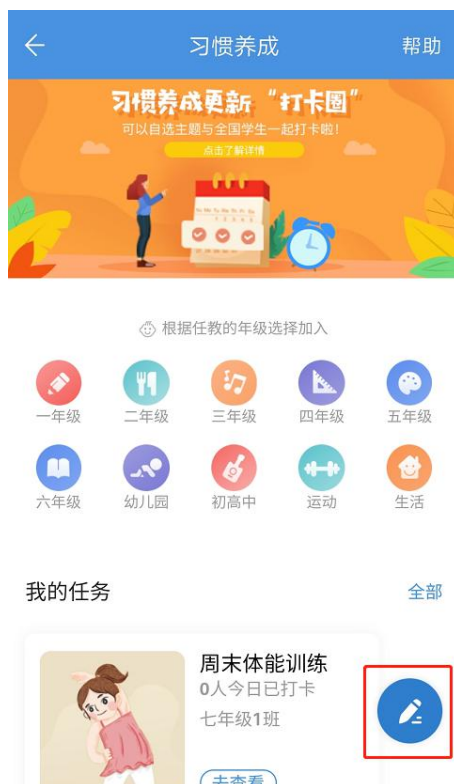 习惯养成
帮助
习惯养成更新“打卡圈”
可以自选主题与全国学生一起打卡啦!
点击了解详情
根据任教的年级选择加入
一年级
二年级
三年级
四年级
五年级
六年级
幼儿园
初高中
运动
生活
我的任务
全部
周末体能训练
0人今日已打卡
七年级1班
去查看